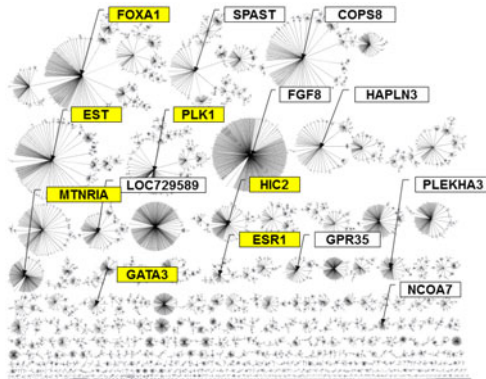 FOXA1 SPAST COPS8
FGF8 HAPLN3
EST PLK1
LOC729589 HIC2
MTNRIA PLEKHA3
ESR1 GPR35
GATA3
NCOA7